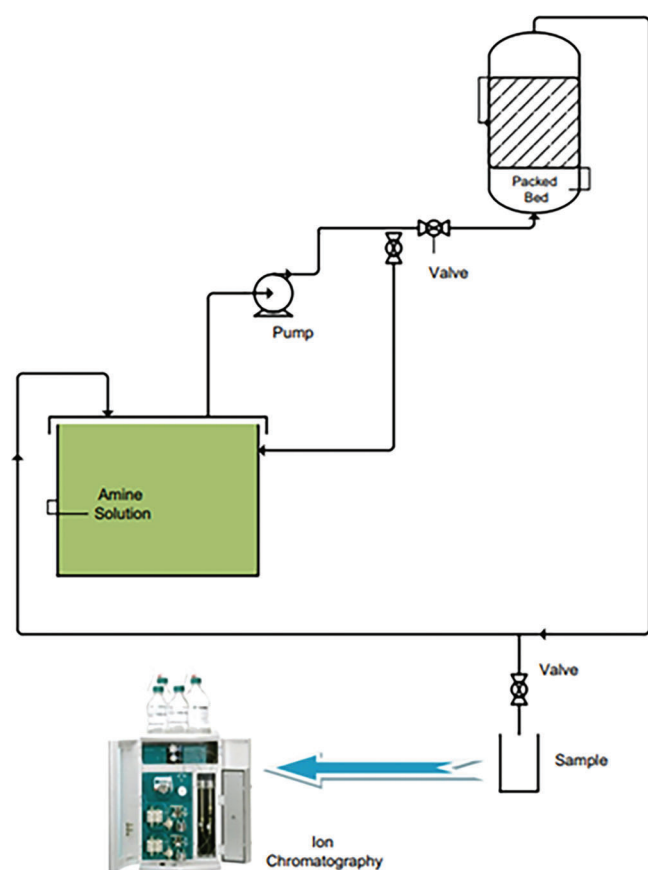 Packed
Bed
Valve
Pump
Amine
Solution
Valve
Sample
Ion
Chromatography